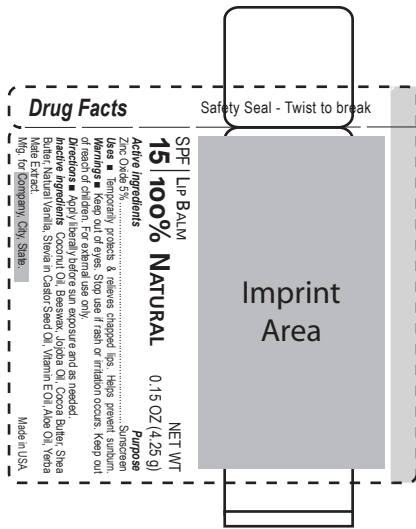 Drug Facts
Safety Seal - Twist to break
SPF | LIP BALM
NET WT
15 100% NATURAL 0.15 OZ (4.25 g)
Active ingredients Purpose
Zinc Oxide 5%..............................................Sunscreen
Uses ■ Temporarily protects & relieves chapped lips. Helps prevent sunburn.
Warnings ■ Keep out of eyes. Stop use if rash or irritation occurs. Keep out
of reach of children. For external use only.
Directions ■ Apply liberally before sun exposure and as needed.
Inactive ingredients Coconut Oil, Beeswax, Jojoba Oil, Cocoa Butter, Shea
Butter, Natural Vanilla, Stevia in Castor Seed Oil, Vitamin E Oil, Aloe Oil, Yerba
Mate Extract.
Mfg. for Company, City, State. Made in USA
Imprint
Area